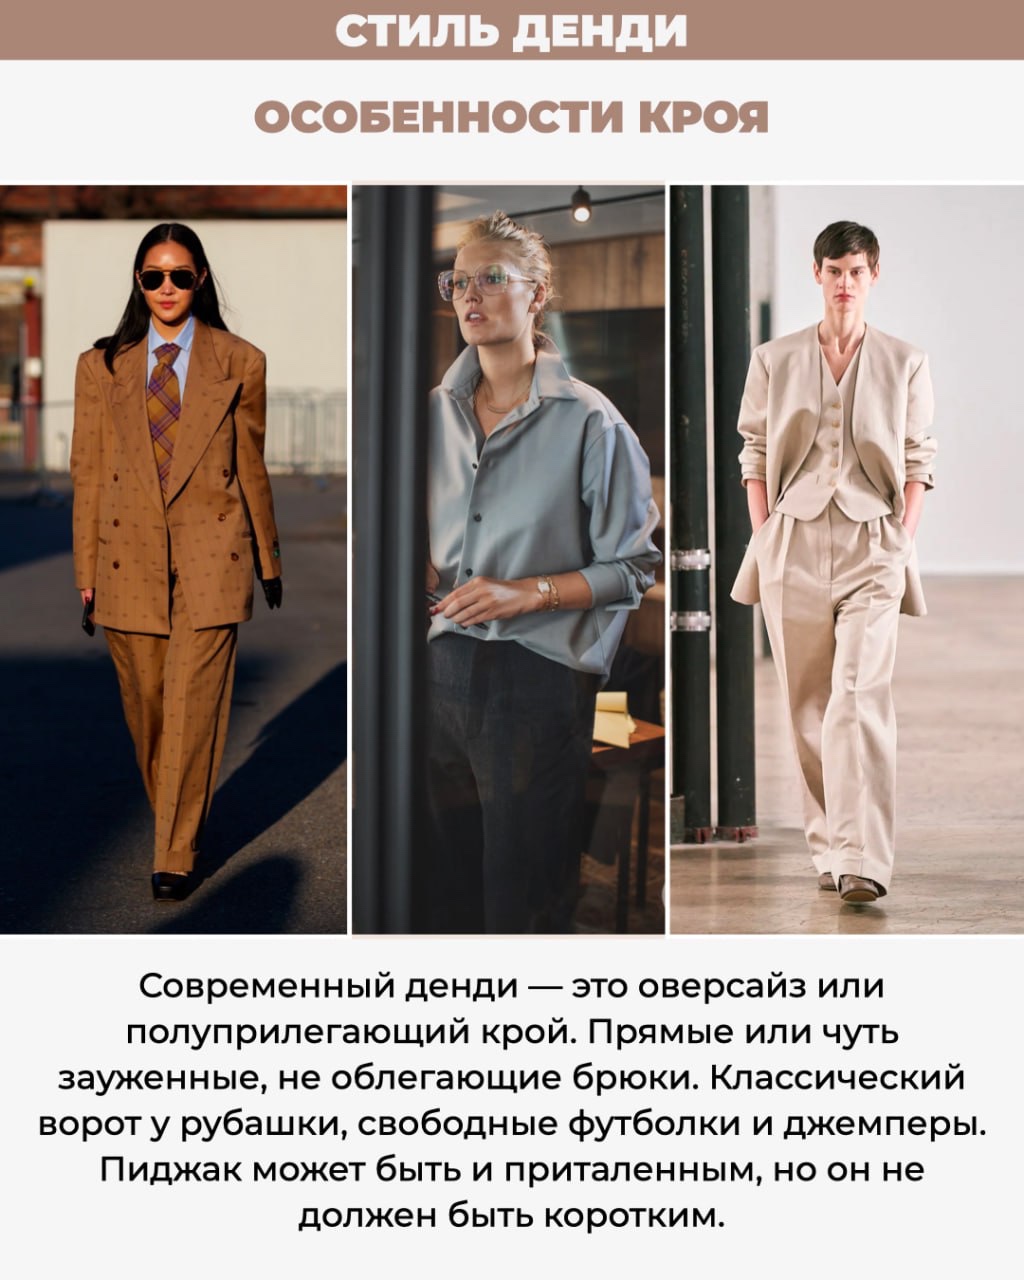 СТИЛЬ ДЕНДИ
ОСОБЕННОСТИ КРОЯ
Современный денди — это оверсайз или
полуприлегающий крой. Прямые или чуть
зауженные, не облегающие брюки. Классический
ворот у рубашки, свободные футболки и джемперы.
Пиджак может быть и приталенным, но он не
должен быть коротким.